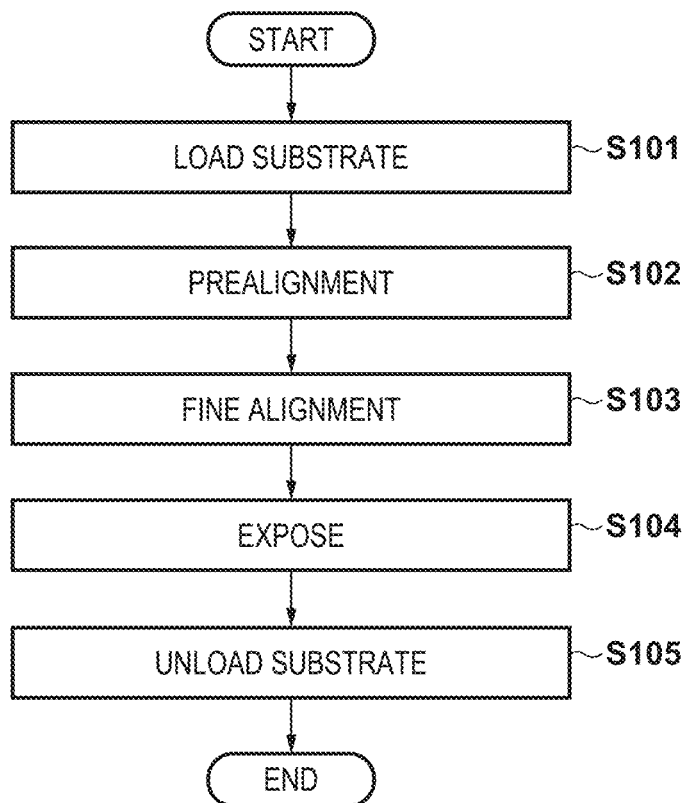 START
LOAD SUBSTRATE
S101
PREALIGNMENT
S102
FINE ALIGNMENT
S103
EXPOSE
S104
UNLOAD SUBSTRATE
S105
END